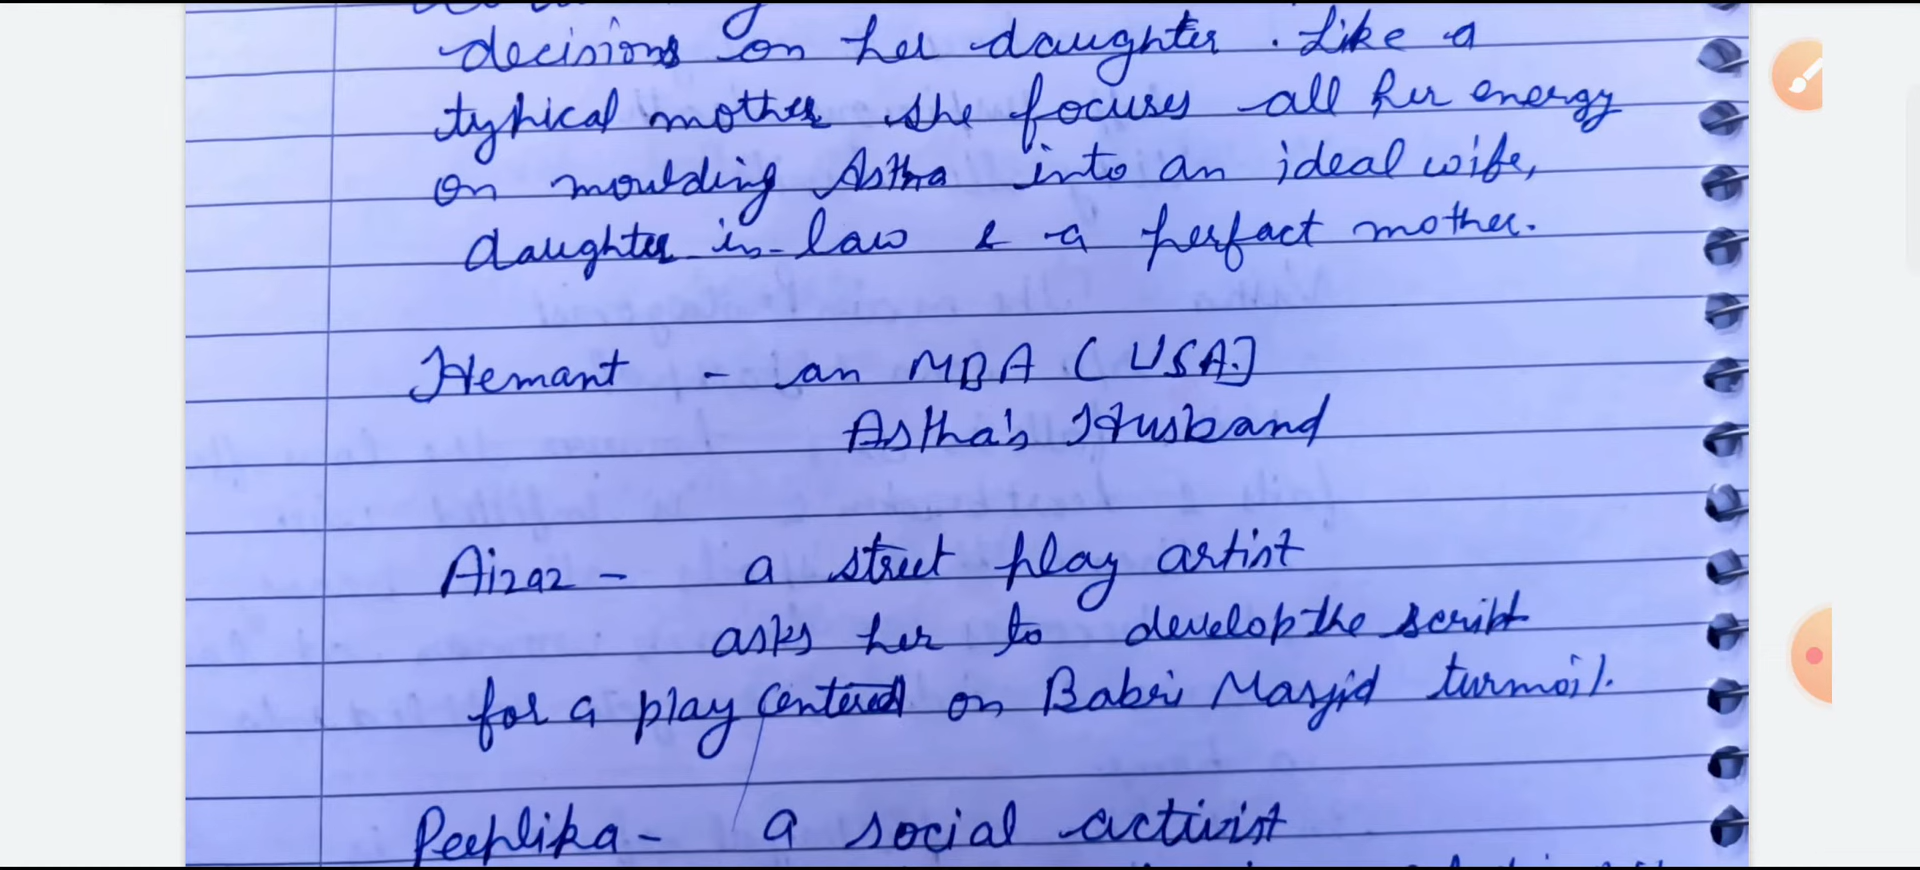 decisions on her daughter. Like a
typical mother she focuses all her energy
on moulding Astha into an ideal wife,
daughter in-law & a perfect mother.
Hemant - an MBA (USA.)
Astha's Husband
Aizaz - a street play artist
asks her to develop the script
for a play centered on Babri Masjid turmoil.
Peeplika - a social activist